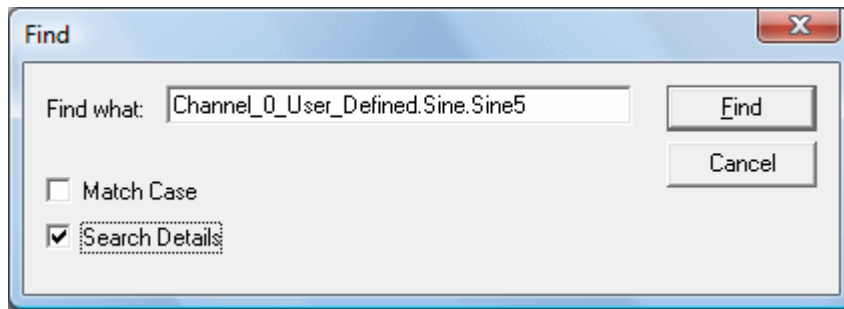 Find
Find what: Channel_0_User_Defined.Sine.Sine5
Find
Cancel
Match Case
Search Details